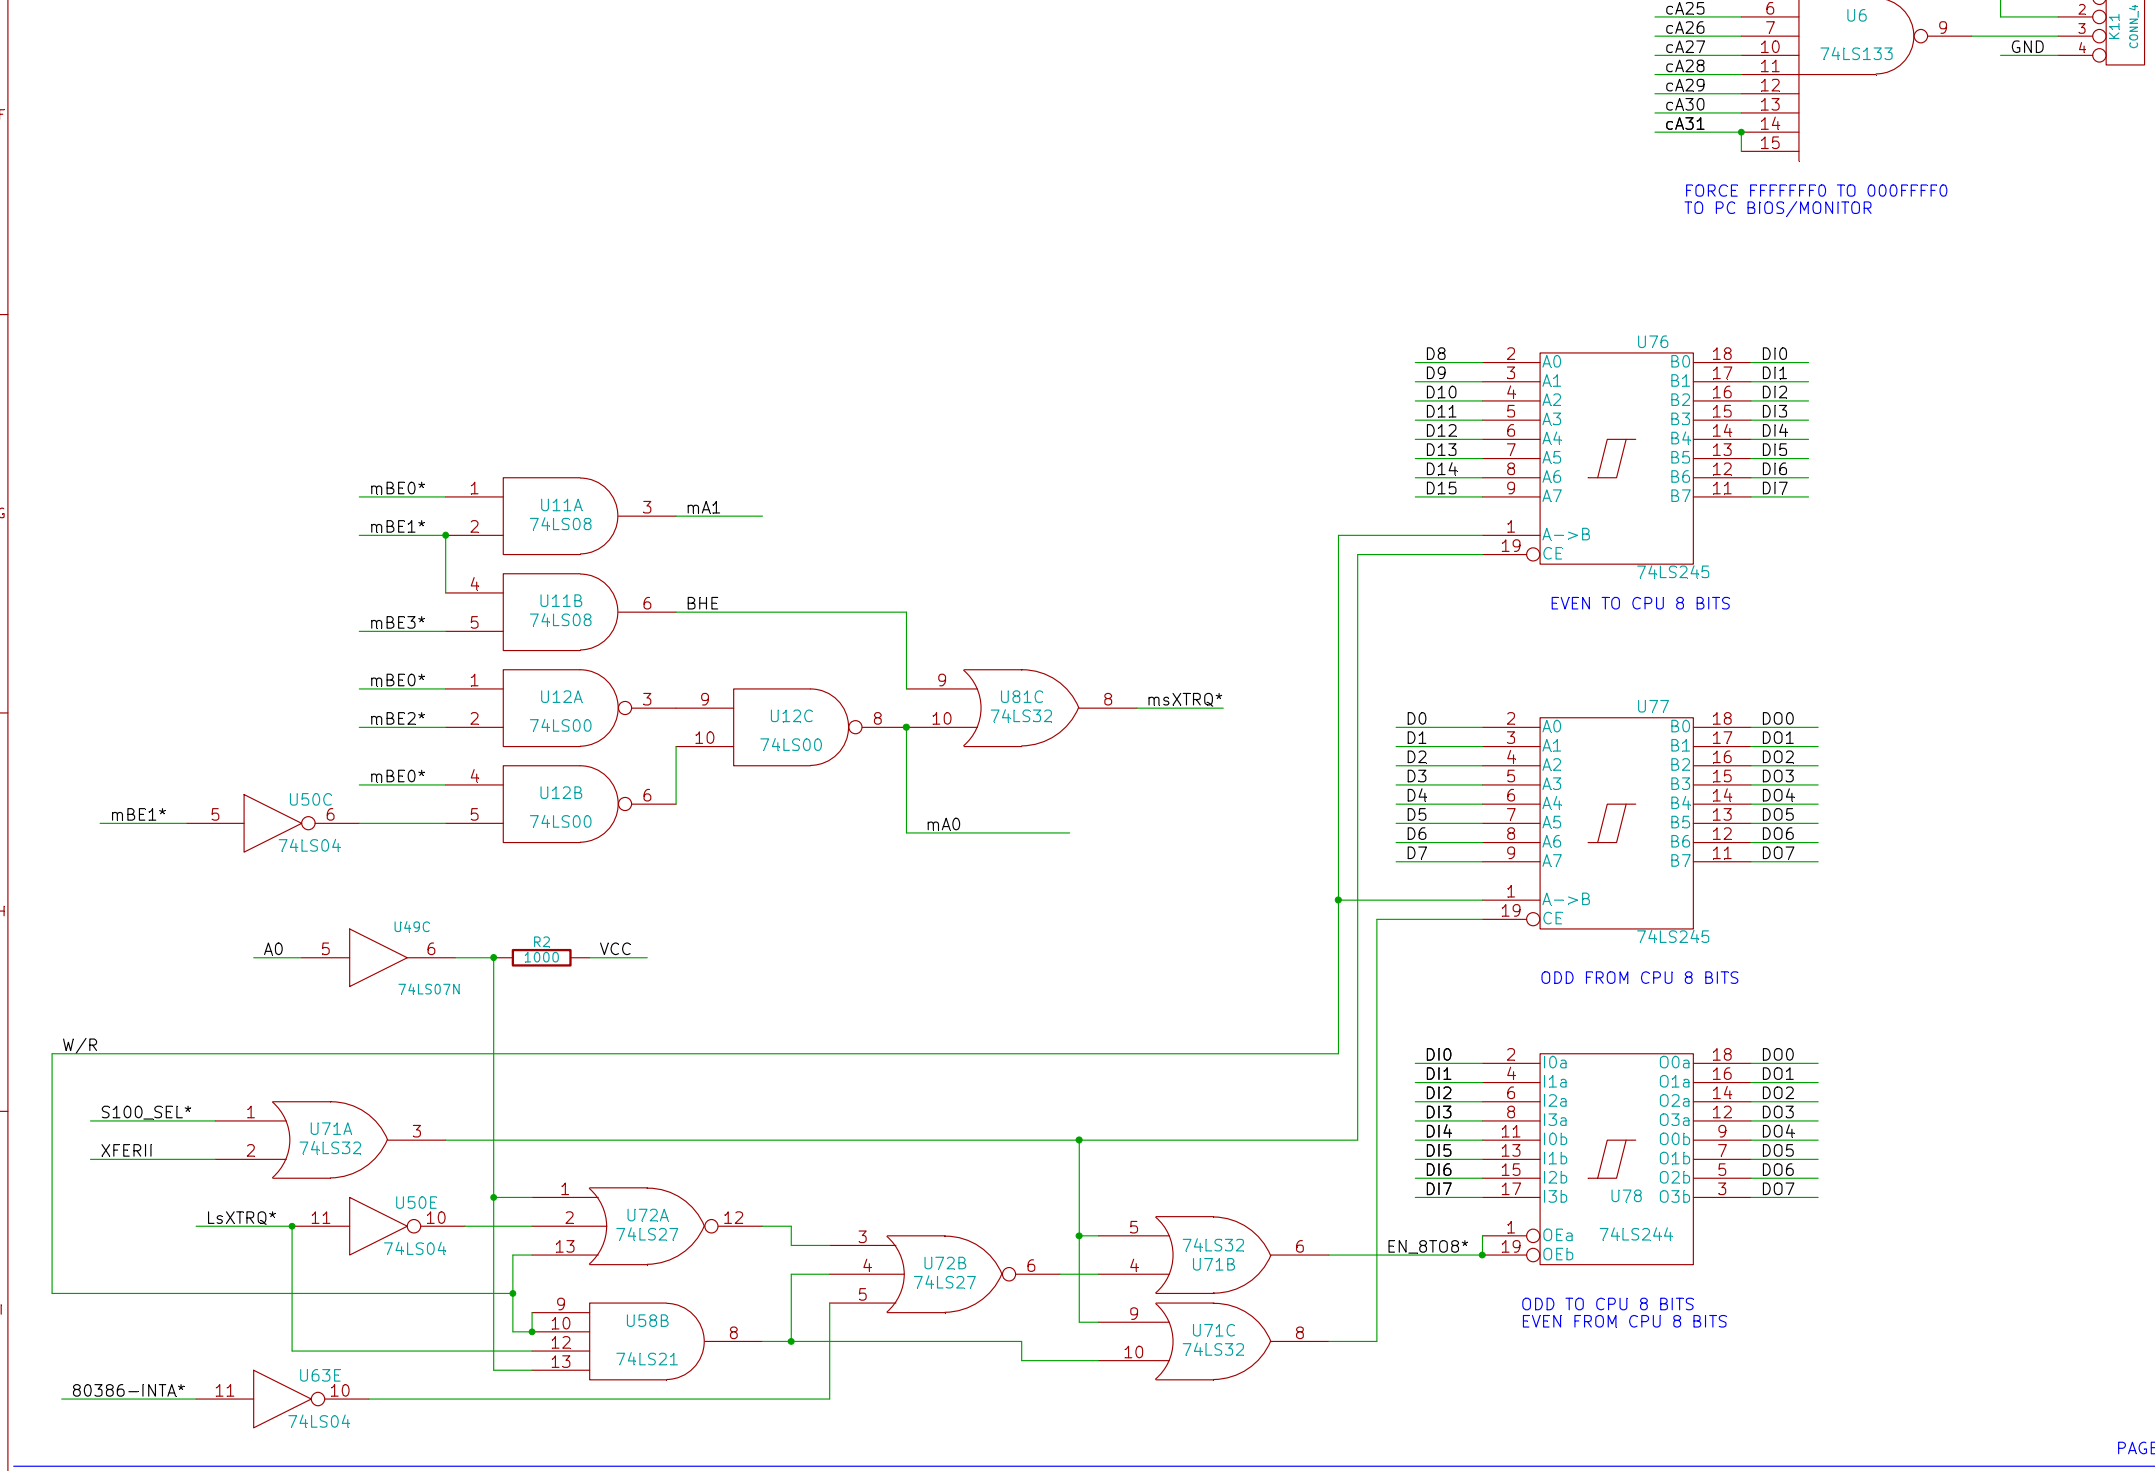 cA25 6
cA26 7
cA27 10
cA28 11
cA29 12
cA30 13
cA31 14
15
U6
74LS133
9
2
3
GND 4
K11
CONN_4
FORCE FFFFFFF0 TO 000FFFF0
TO PC BIOS/MONITOR
F
G
H
I
U76
D8 2 A0 B0 18 DI0
D9 3 A1 B1 17 DI1
D10 4 A2 B2 16 DI2
D11 5 A3 B3 15 DI3
D12 6 A4 B4 14 DI4
D13 7 A5 B5 13 DI5
D14 8 A6 B6 12 DI6
D15 9 A7 B7 11 DI7
1 A->B
19 CE
74LS245
EVEN TO CPU 8 BITS
mBE0* 1
mBE1* 2
U11A
74LS08
3 mA1
4
mBE3* 5
U11B
74LS08
6 BHE
mBE0* 1
mBE2* 2
U12A
74LS00
3 9
10
U12C
74LS00
8
9
10
U81C
74LS32
8 msXTRQ*
mA0
mBE0* 4
5
U12B
74LS00
6
mBE1* 5
U50C
6
74LS04
U77
D0 2 A0 B0 18 DO0
D1 3 A1 B1 17 DO1
D2 4 A2 B2 16 DO2
D3 5 A3 B3 15 DO3
D4 6 A4 B4 14 DO4
D5 7 A5 B5 13 DO5
D6 8 A6 B6 12 DO6
D7 9 A7 B7 11 DO7
1 A->B
19 CE
74LS245
ODD FROM CPU 8 BITS
U49C
A0 5 6
74LS07N
R2
1000
VCC
W/R
S100_SEL* 1
XFERII 2
U71A
74LS32
3
LsXTRQ* 11
U50E
10
74LS04
1
2
13
U72A
74LS27
12
9
10
12
13
U58B
74LS21
8
80386-INTA* 11
U63E
10
74LS04
3
4
5
U72B
74LS27
6
5
4
74LS32
U71B
6
9
10
U71C
74LS32
8
EN_8TO8*
DI0 2 I0a O0a 18 DO0
DI1 4 I1a O1a 16 DO1
DI2 6 I2a O2a 14 DO2
DI3 8 I3a O3a 12 DO3
DI4 11 I0b O0b 9 DO4
DI5 13 I1b O1b 7 DO5
DI6 15 I2b O2b 5 DO6
DI7 17 I3b O3b 3 DO7
U78
1 OEa
19 OEb
74LS244
ODD TO CPU 8 BITS
EVEN FROM CPU 8 BITS
PAGE